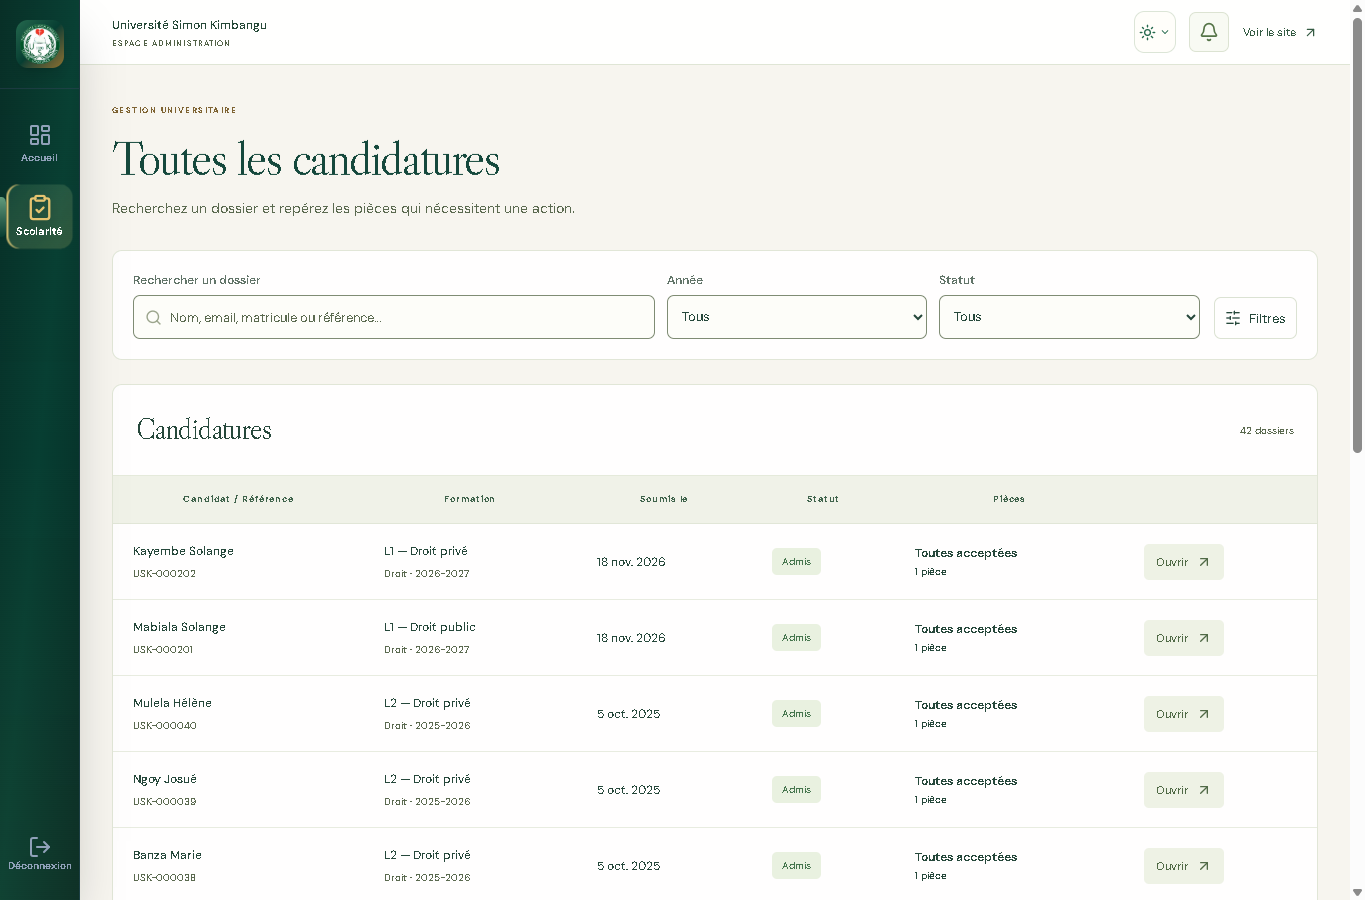 Université Simon Kimbangu
ESPACE ADMINISTRATION
Voir le site
Accueil
Scolarité
Déconnexion
GESTION UNIVERSITAIRE
Toutes les candidatures
Recherchez un dossier et repérez les pièces qui nécessitent une action.
Rechercher un dossier
Année
Statut
Nom, email, matricule ou référence...
Tous
Tous
Filtres
Candidatures
42 dossiers
Candidat / Référence
Formation
Soumis le
Statut
Pièces
Kayembe Solange
USK-000202
L1 — Droit privé
Droit · 2026-2027
18 nov. 2026
Admis
Toutes acceptées
1 pièce
Ouvrir
Mabiala Solange
USK-000201
L1 — Droit public
Droit · 2026-2027
18 nov. 2026
Admis
Toutes acceptées
1 pièce
Ouvrir
Mulela Hélène
USK-000040
L2 — Droit privé
Droit · 2025-2026
5 oct. 2025
Admis
Toutes acceptées
1 pièce
Ouvrir
Ngoy Josué
USK-000039
L2 — Droit privé
Droit · 2025-2026
5 oct. 2025
Admis
Toutes acceptées
1 pièce
Ouvrir
Banza Marie
USK-000038
L2 — Droit privé
Droit · 2025-2026
5 oct. 2025
Admis
Toutes acceptées
1 pièce
Ouvrir